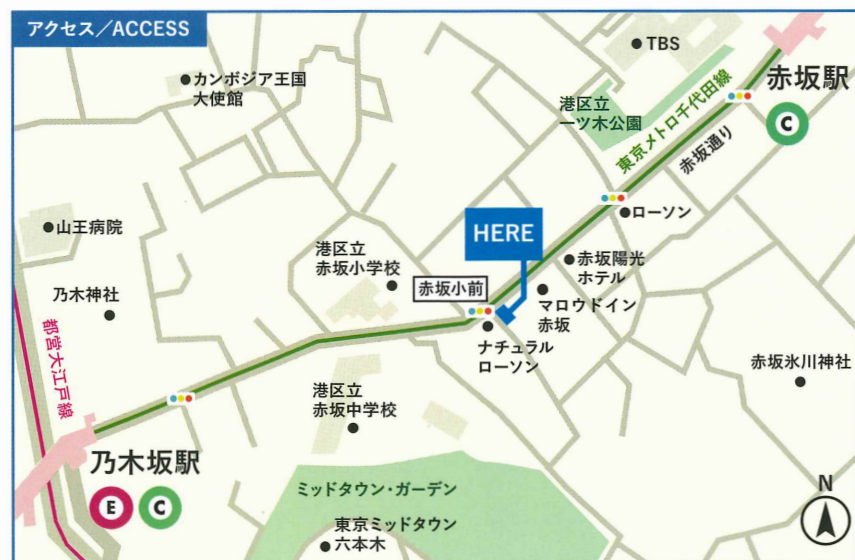 アクセス／ACCESS
カンボジア王国
大使館
TBS
赤坂駅
C
港区立
一ツ木公園
東京メトロ千代田線
赤坂通り
山王病院
乃木神社
都営大江戸線
港区立
赤坂小学校
赤坂小前
HERE
ローソン
赤坂陽光
ホテル
マロウドイン
赤坂
ナチュラル
ローソン
港区立
赤坂中学校
赤坂氷川神社
乃木坂駅
E
C
ミッドタウン・ガーデン
東京ミッドタウン
六本木
N